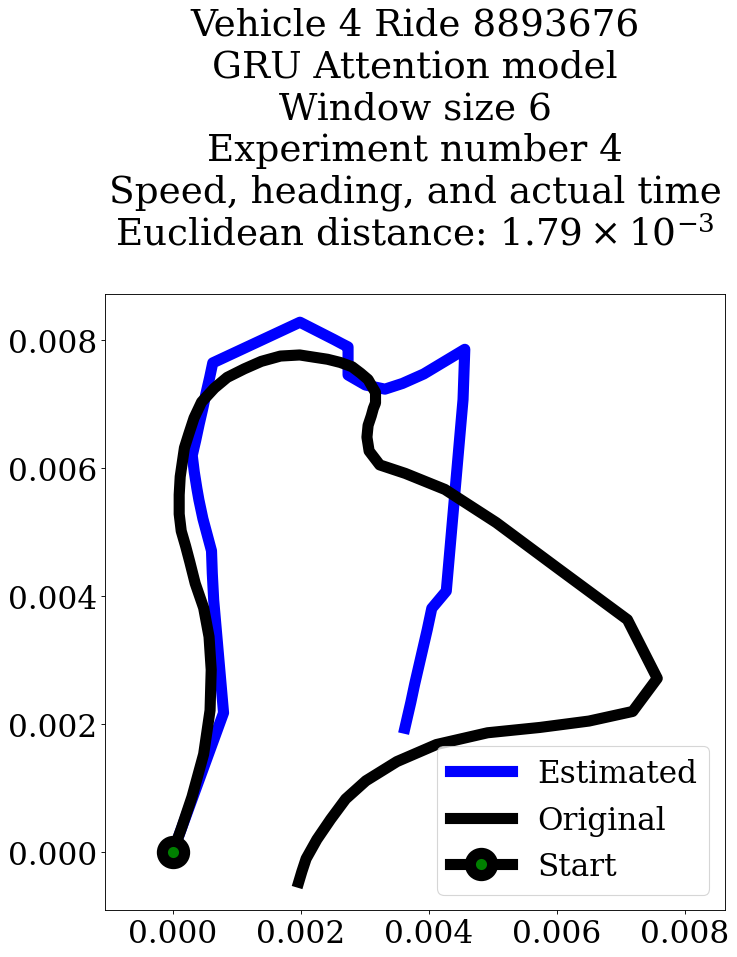 Vehicle 4 Ride 8893676
GRU Attention model
Window size 6
Experiment number 4
Speed, heading, and actual time
Euclidean distance: 1.79 × 10⁻³
0.008
0.006
0.004
0.002
0.000
Estimated
Original
Start
0.000 0.002 0.004 0.006 0.008